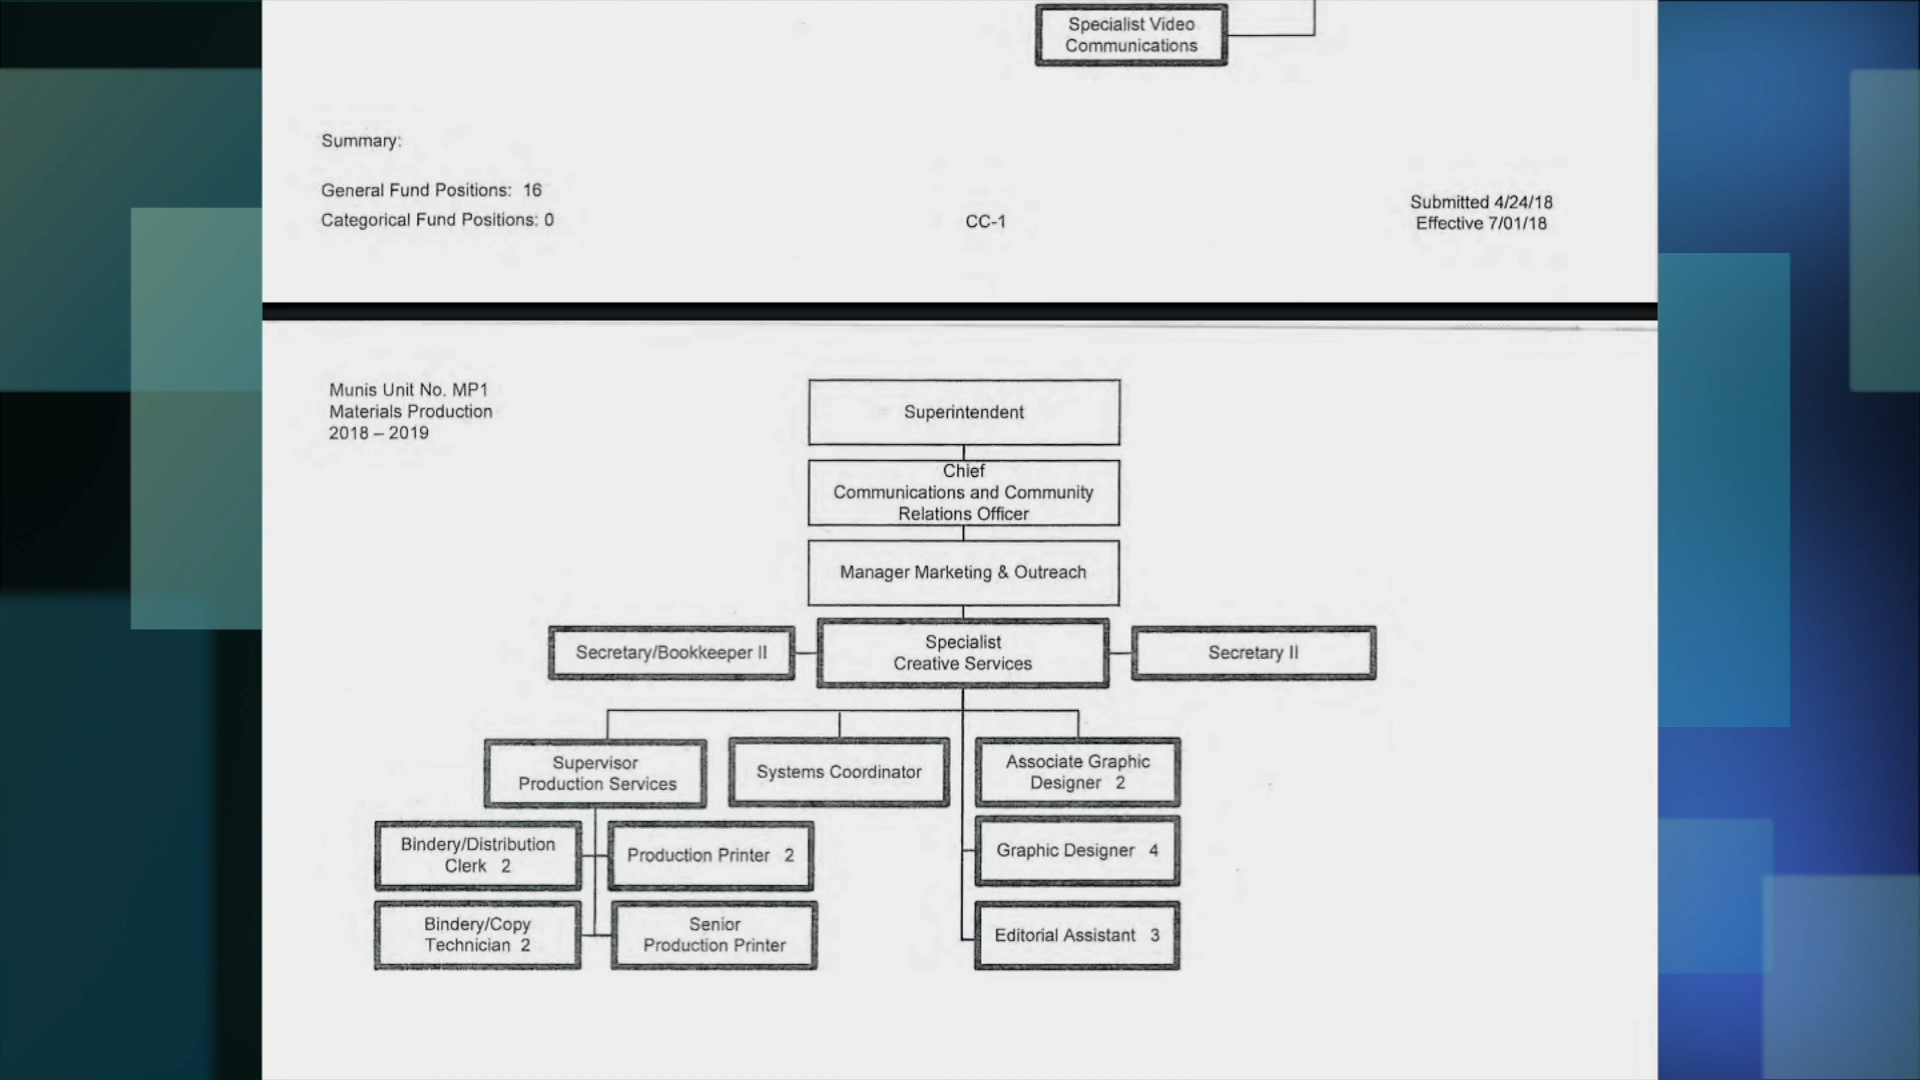 Specialist Video
Communications
Summary:
General Fund Positions: 16
Categorical Fund Positions: 0
CC-1
Submitted 4/24/18
Effective 7/01/18
Munis Unit No. MP1
Materials Production
2018 – 2019
Superintendent
Chief
Communications and Community
Relations Officer
Manager Marketing & Outreach
Secretary/Bookkeeper II
Specialist
Creative Services
Secretary II
Supervisor
Production Services
Systems Coordinator
Associate Graphic
Designer 2
Bindery/Distribution
Clerk 2
Production Printer 2
Graphic Designer 4
Bindery/Copy
Technician 2
Senior
Production Printer
Editorial Assistant 3